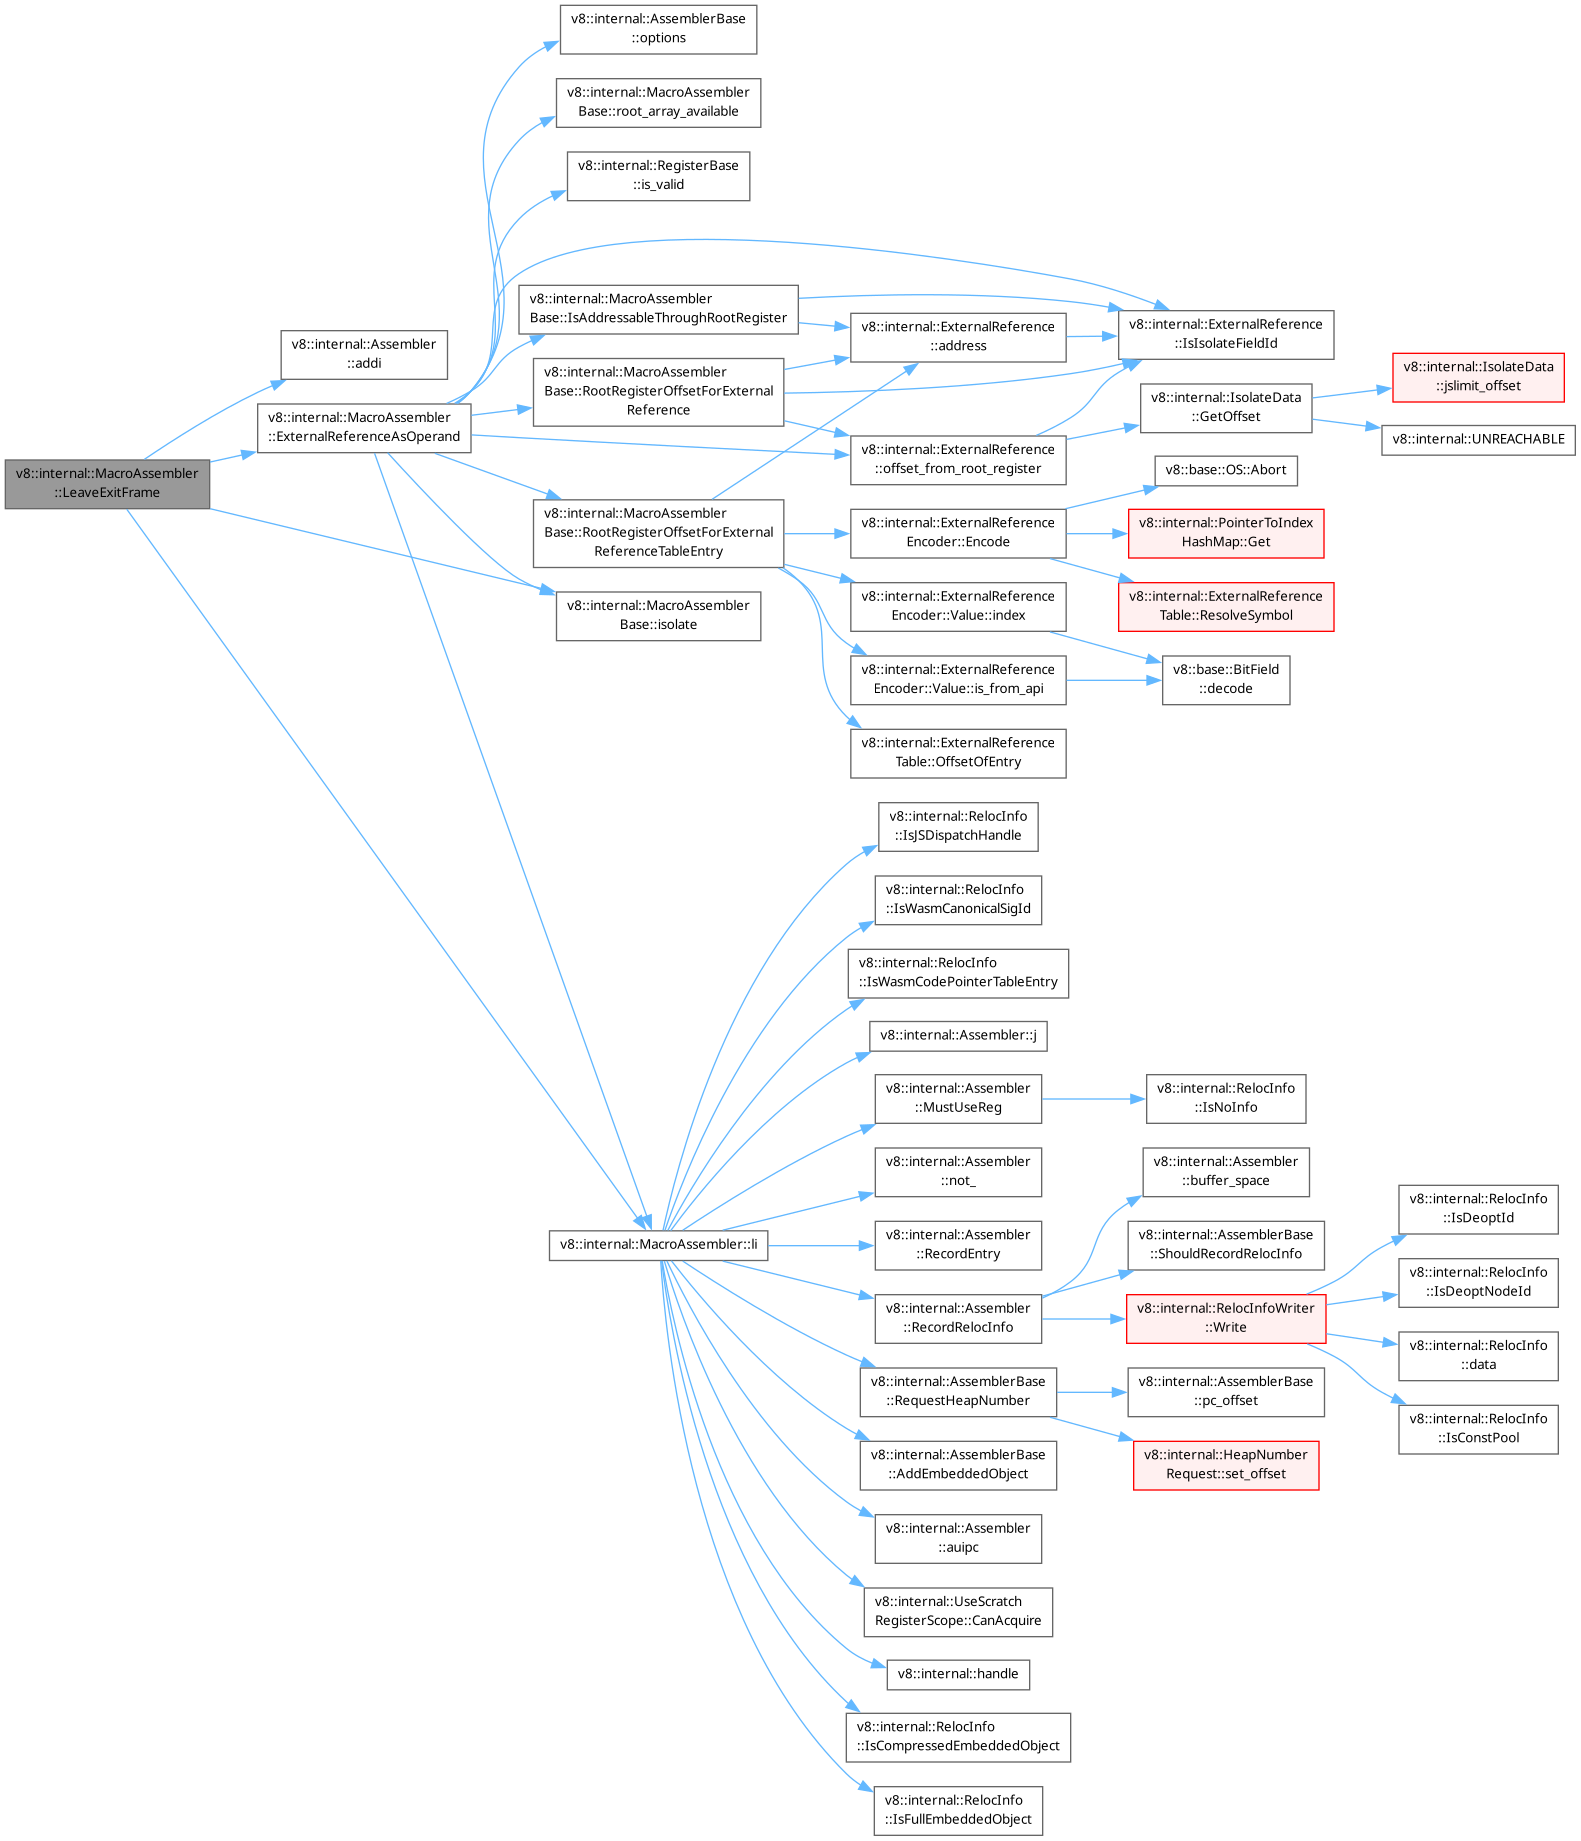 v8::internal::AssemblerBase
::options
v8::internal::MacroAssembler
Base::root_array_available
v8::internal::RegisterBase
::is_valid
v8::internal::MacroAssembler
Base::IsAddressableThroughRootRegister
v8::internal::ExternalReference
::IsIsolateFieldId
v8::internal::ExternalReference
::address
v8::internal::Assembler
::addi
v8::internal::MacroAssembler
Base::RootRegisterOffsetForExternal
Reference
v8::internal::IsolateData
::jslimit_offset
v8::internal::IsolateData
::GetOffset
v8::internal::MacroAssembler
::ExternalReferenceAsOperand
v8::internal::UNREACHABLE
v8::internal::ExternalReference
::offset_from_root_register
v8::base::OS::Abort
v8::internal::MacroAssembler
::LeaveExitFrame
v8::internal::MacroAssembler
Base::RootRegisterOffsetForExternal
ReferenceTableEntry
v8::internal::ExternalReference
Encoder::Encode
v8::internal::PointerToIndex
HashMap::Get
v8::internal::ExternalReference
Encoder::Value::index
v8::internal::ExternalReference
Table::ResolveSymbol
v8::internal::MacroAssembler
Base::isolate
v8::internal::ExternalReference
Encoder::Value::is_from_api
v8::base::BitField
::decode
v8::internal::ExternalReference
Table::OffsetOfEntry
v8::internal::RelocInfo
::IsJSDispatchHandle
v8::internal::RelocInfo
::IsWasmCanonicalSigId
v8::internal::RelocInfo
::IsWasmCodePointerTableEntry
v8::internal::Assembler::j
v8::internal::Assembler
::MustUseReg
v8::internal::RelocInfo
::IsNoInfo
v8::internal::Assembler
::not_
v8::internal::Assembler
::buffer_space
v8::internal::RelocInfo
::IsDeoptId
v8::internal::MacroAssembler::li
v8::internal::Assembler
::RecordEntry
v8::internal::AssemblerBase
::ShouldRecordRelocInfo
v8::internal::RelocInfo
::IsDeoptNodeId
v8::internal::Assembler
::RecordRelocInfo
v8::internal::RelocInfoWriter
::Write
v8::internal::RelocInfo
::data
v8::internal::AssemblerBase
::RequestHeapNumber
v8::internal::AssemblerBase
::pc_offset
v8::internal::RelocInfo
::IsConstPool
v8::internal::AssemblerBase
::AddEmbeddedObject
v8::internal::HeapNumber
Request::set_offset
v8::internal::Assembler
::auipc
v8::internal::UseScratch
RegisterScope::CanAcquire
v8::internal::handle
v8::internal::RelocInfo
::IsCompressedEmbeddedObject
v8::internal::RelocInfo
::IsFullEmbeddedObject